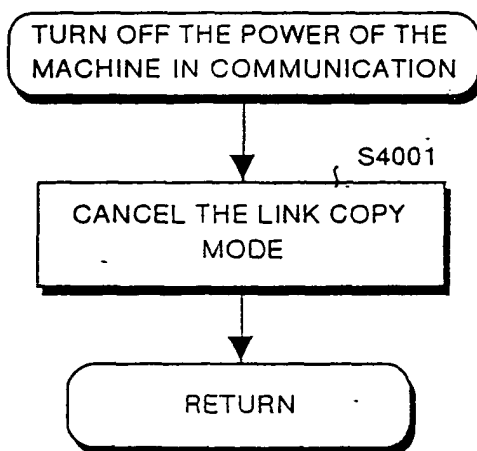 TURN OFF THE POWER OF THE
MACHINE IN COMMUNICATION
S4001
CANCEL THE LINK COPY
MODE
RETURN